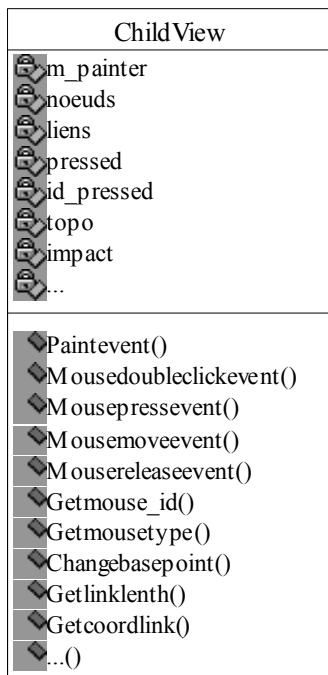 ChildView
m_painter
noeuds
liens
pressed
id_pressed
topo
impact
...
Paintevent()
Mousedoubleclickevent()
Mousepressevent()
Mousemoveevent()
Mousereleaseevent()
Getmouse_id()
Getmousetype()
Changebasepoint()
Getlinklenth()
Getcoordlink()
...()